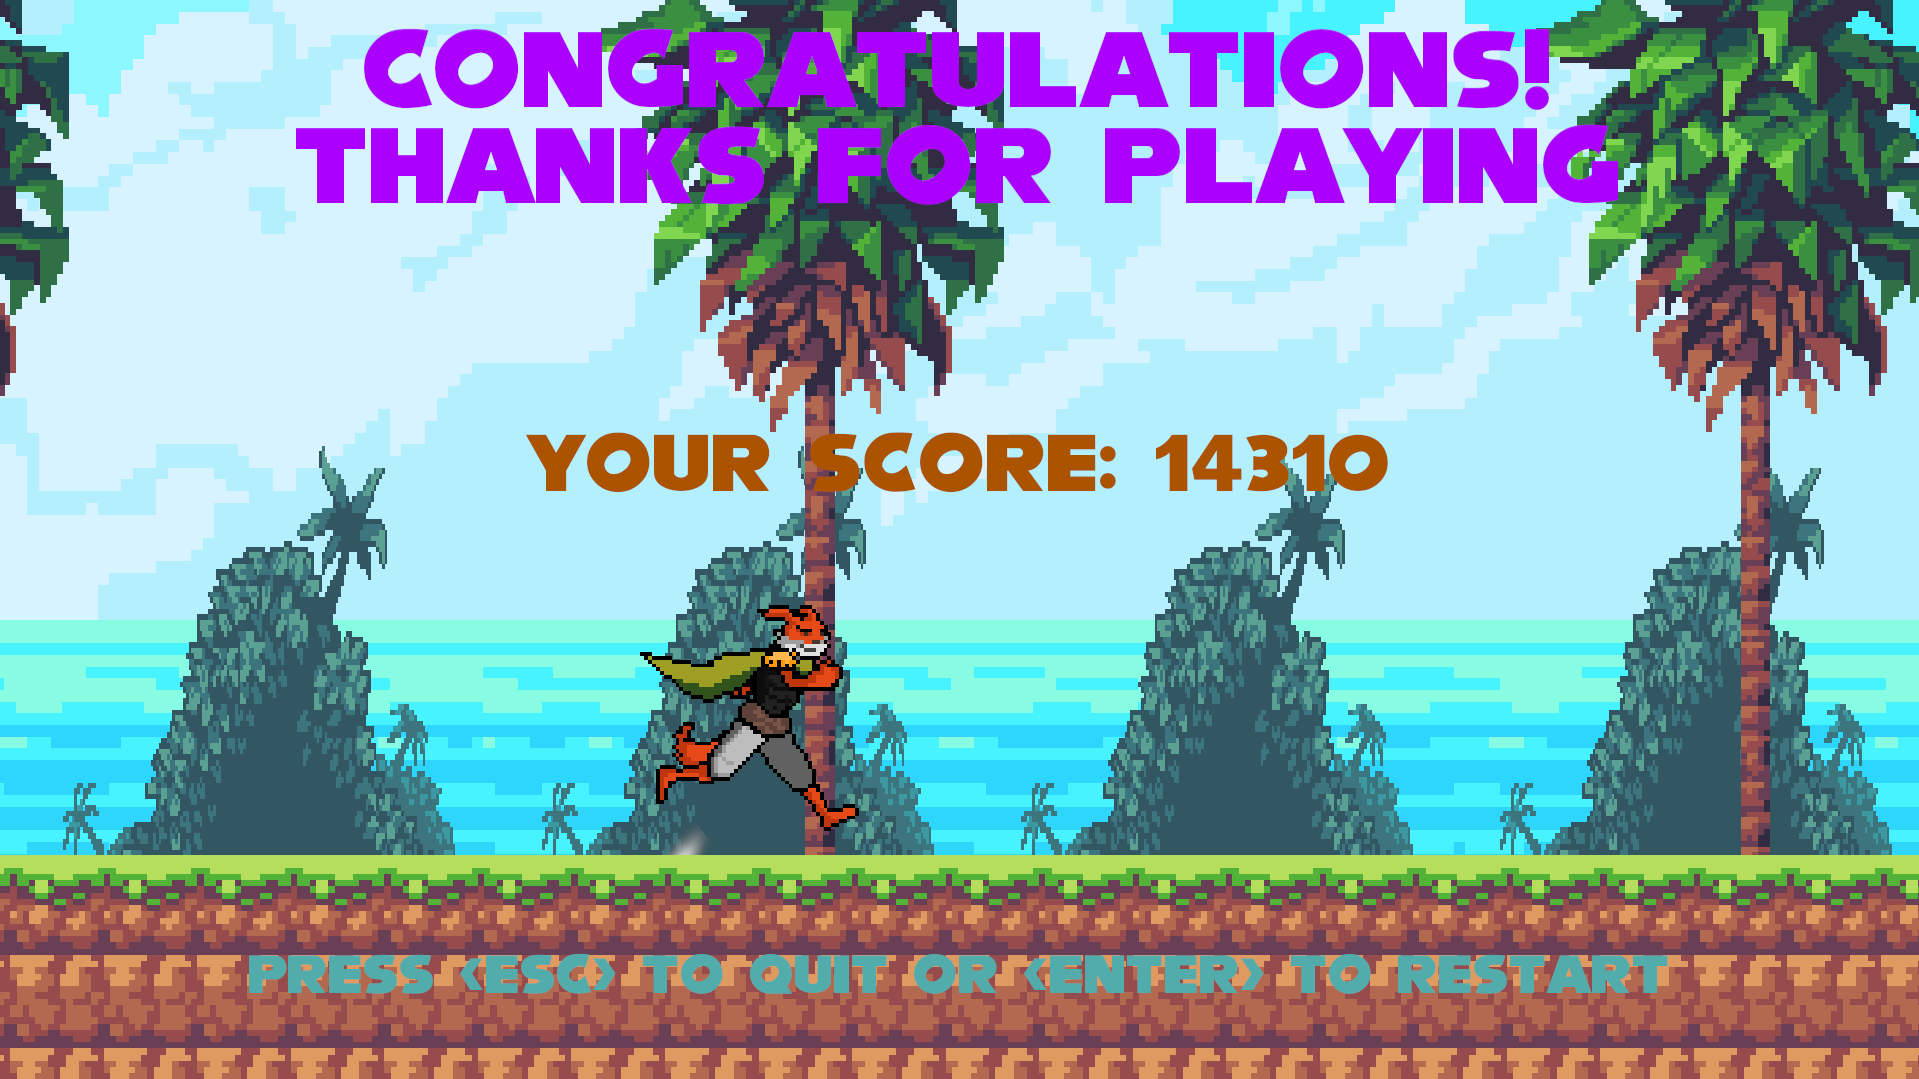 CONGRATULATIONS!
THANKS FOR PLAYING
YOUR SCORE: 14310
PRESS <ESC> TO QUIT OR <ENTER> TO RESTART